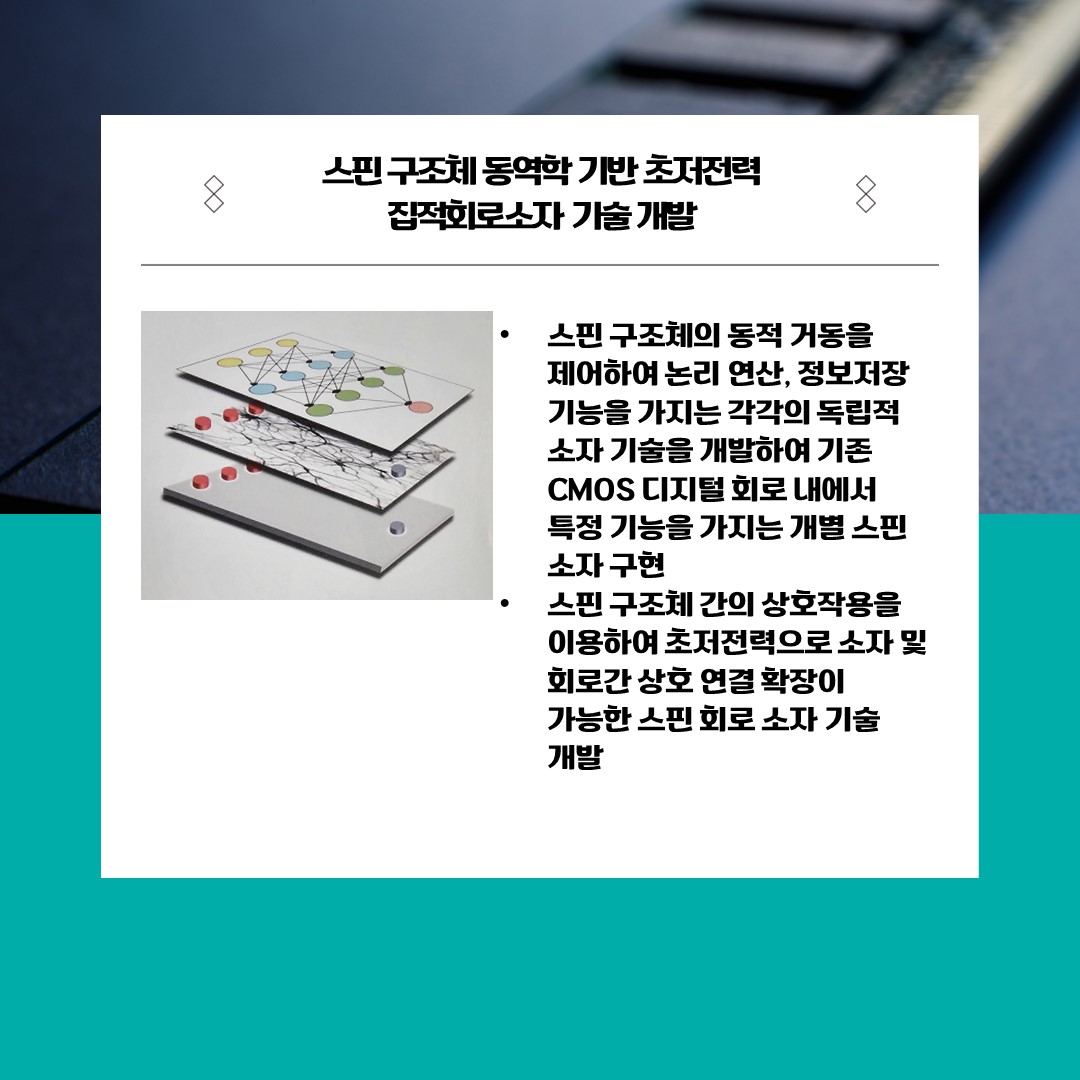 스핀 구조체 동역학 기반 초저전력
집적회로소자 기술 개발
• 스핀 구조체의 동적 거동을
제어하여 논리 연산, 정보저장
기능을 가지는 각각의 독립적
소자 기술을 개발하여 기존
CMOS 디지털 회로 내에서
특정 기능을 가지는 개별 스핀
소자 구현
• 스핀 구조체 간의 상호작용을
이용하여 초저전력으로 소자 및
회로간 상호 연결 확장이
가능한 스핀 회로 소자 기술
개발